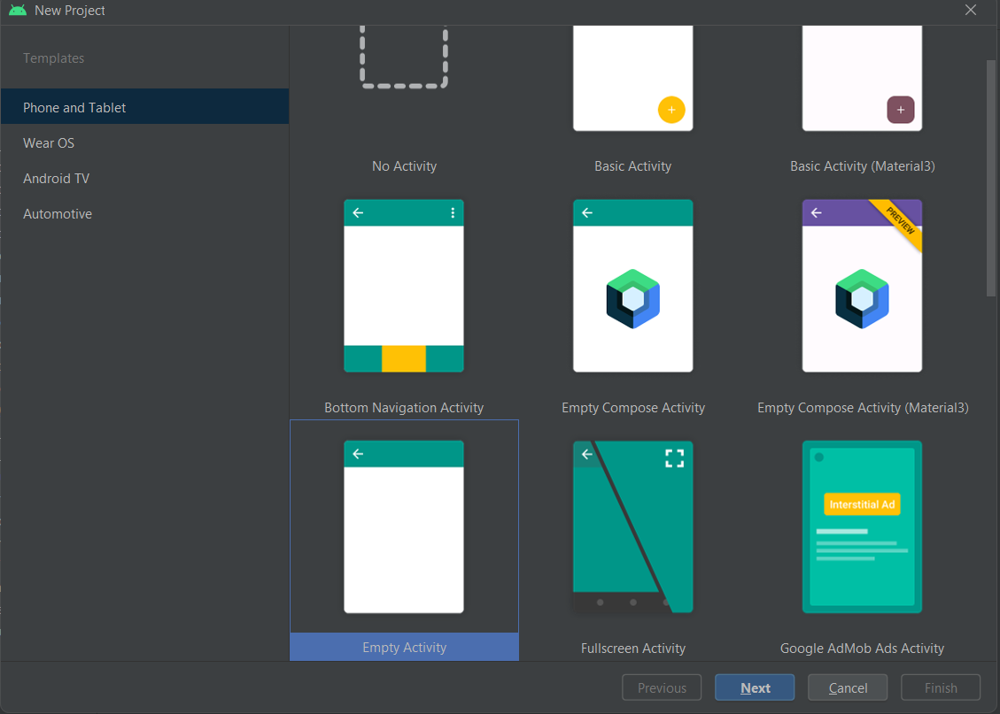 New Project
Templates
Phone and Tablet
Wear OS
Android TV
Automotive
No Activity
Basic Activity
Basic Activity (Material3)
PREVIEW
Bottom Navigation Activity
Empty Compose Activity
Empty Compose Activity (Material3)
Interstitial Ad
Empty Activity
Fullscreen Activity
Google AdMob Ads Activity
Previous
Next
Cancel
Finish